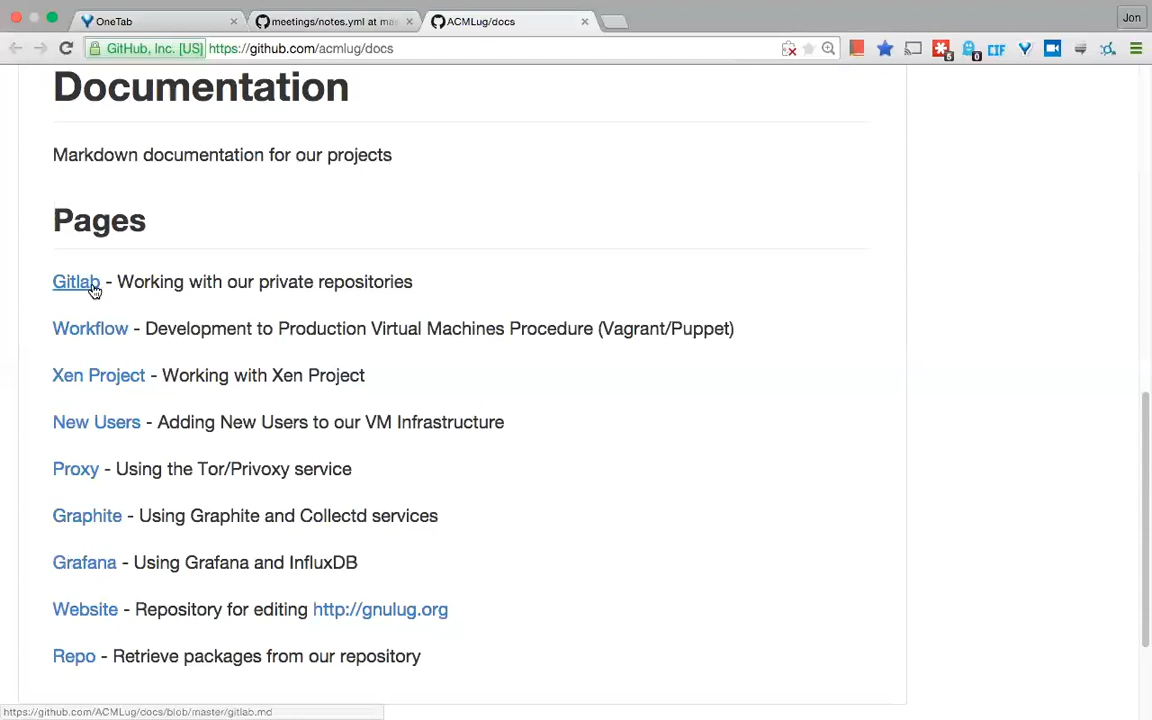 OneTab
meetings/notes.yml at mas
ACMLug/docs
Jon
GitHub, Inc. [US] https://github.com/acmlug/docs
CIF
Documentation
Markdown documentation for our projects
Pages
Gitlab - Working with our private repositories
Workflow - Development to Production Virtual Machines Procedure (Vagrant/Puppet)
Xen Project - Working with Xen Project
New Users - Adding New Users to our VM Infrastructure
Proxy - Using the Tor/Privoxy service
Graphite - Using Graphite and Collectd services
Grafana - Using Grafana and InfluxDB
Website - Repository for editing http://gnulug.org
Repo - Retrieve packages from our repository
https://github.com/ACMLug/docs/blob/master/gitlab.md